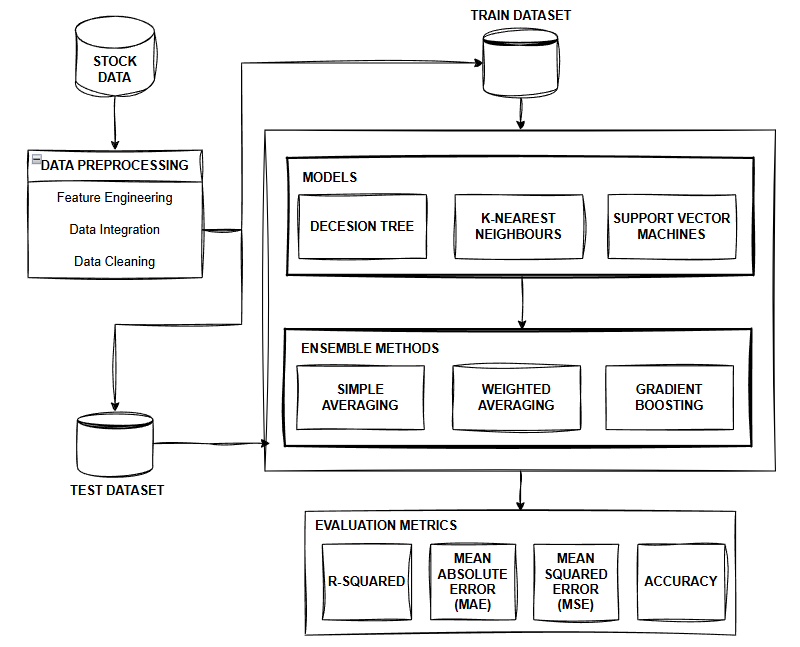 TRAIN DATASET
STOCK
DATA
DATA PREPROCESSING
Feature Engineering
Data Integration
Data Cleaning
MODELS
DECESION TREE
K-NEAREST
NEIGHBOURS
SUPPORT VECTOR
MACHINES
ENSEMBLE METHODS
SIMPLE
AVERAGING
WEIGHTED
AVERAGING
GRADIENT
BOOSTING
TEST DATASET
EVALUATION METRICS
R-SQUARED
MEAN
ABSOLUTE
ERROR
(MAE)
MEAN
SQUARED
ERROR
(MSE)
ACCURACY